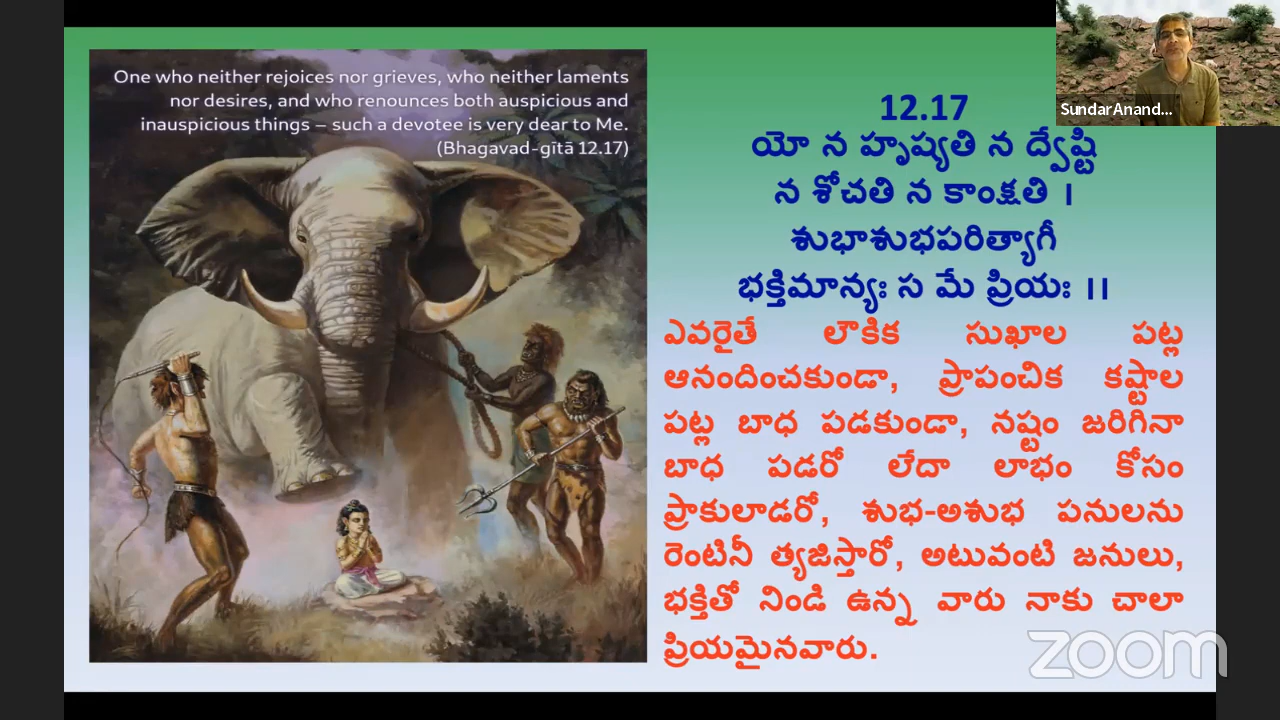 One who neither rejoices nor grieves, who neither laments
nor desires, and who renounces both auspicious and
inauspicious things – such a devotee is very dear to Me.
(Bhagavad-gītā 12.17)
12.17
యో న హృష్యతి న ద్వేష్టి
న శోచతి న కాంక్షతి ।
శుభాశుభపరిత్యాగీ
భక్తిమాన్యః స మే ప్రియః ।।
ఎవరైతే లౌకిక సుఖాల పట్ల
ఆనందించకుండా, ప్రాపంచిక కష్టాల
పట్ల బాధ పడకుండా, నష్టం జరిగినా
బాధ పడరో లేదా లాభం కోసం
ప్రాకులాడరో, శుభ-అశుభ పనులను
రెంటినీ త్యజిస్తారో, అటువంటి జనులు,
భక్తితో నిండి ఉన్న వారు నాకు చాలా
ప్రియమైనవారు.
SundarAnand...
zoom